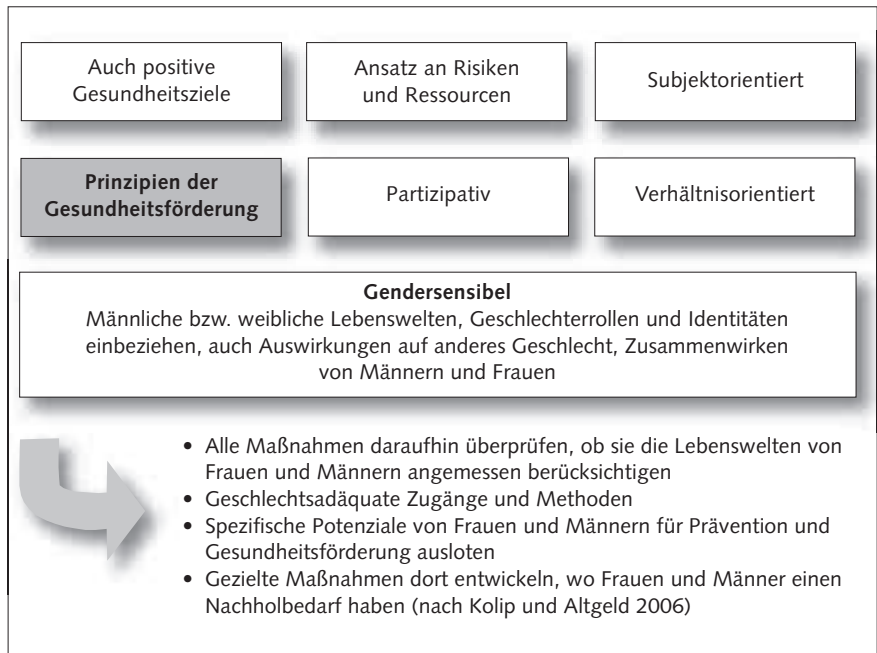 Auch positive
Gesundheitsziele
Ansatz an Risiken
und Ressourcen
Subjektorientiert
Prinzipien der
Gesundheitsförderung
Partizipativ
Verhältnisorientiert
Gendersensibel
Männliche bzw. weibliche Lebenswelten, Geschlechterrollen und Identitäten
einbeziehen, auch Auswirkungen auf anderes Geschlecht, Zusammenwirken
von Männern und Frauen
• Alle Maßnahmen daraufhin überprüfen, ob sie die Lebenswelten von
Frauen und Männern angemessen berücksichtigen
• Geschlechtsadäquate Zugänge und Methoden
• Spezifische Potenziale von Frauen und Männern für Prävention und
Gesundheitsförderung ausloten
• Gezielte Maßnahmen dort entwickeln, wo Frauen und Männer einen
Nachholbedarf haben (nach Kolip und Altgeld 2006)